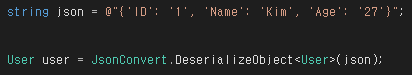 string json = @"{'ID': '1', 'Name': 'Kim', 'Age': '27'}";
User user = JsonConvert.DeserializeObject<User>(json);